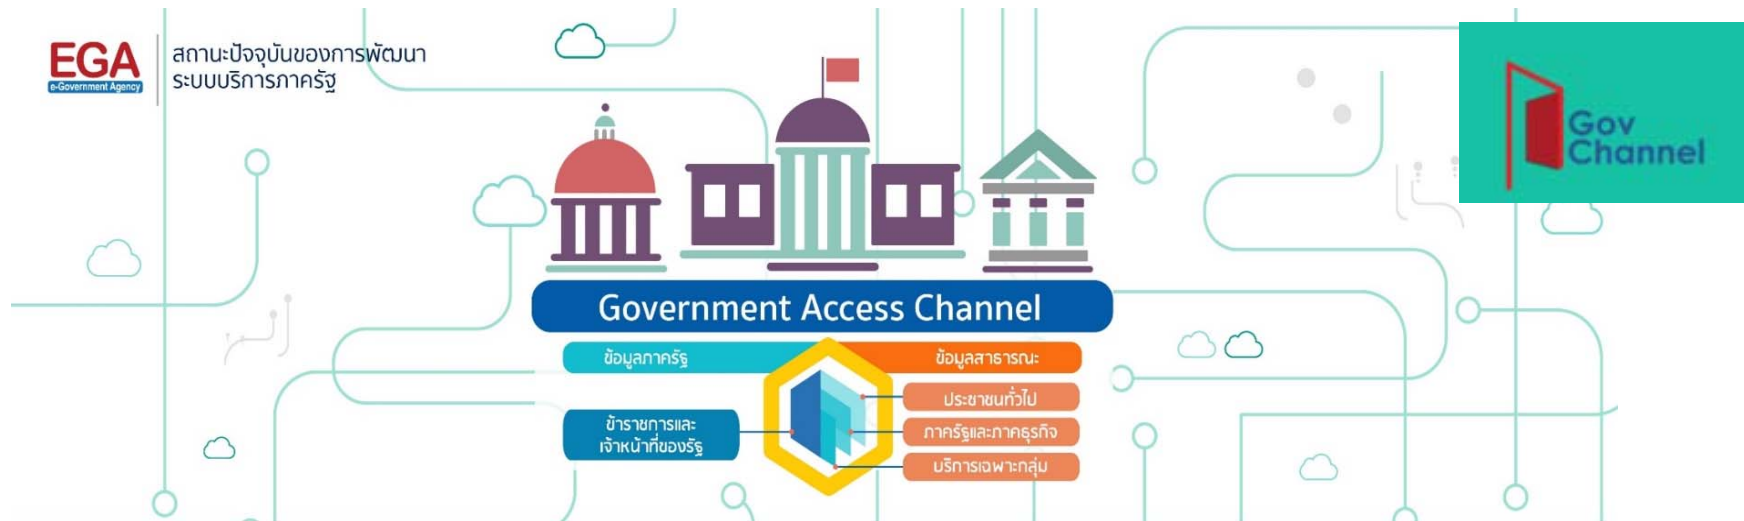 EGA
e-Government Agency
สถานะปัจจุบันของการพัฒนา
ระบบบริการภาครัฐ
Gov
Channel
Government Access Channel
ข้อมูลภาครัฐ
ข้อมูลสาธารณะ
ข้าราชการและ
เจ้าหน้าที่ของรัฐ
ประชาชนทั่วไป
ภาครัฐและภาคธุรกิจ
บริการเฉพาะกลุ่ม